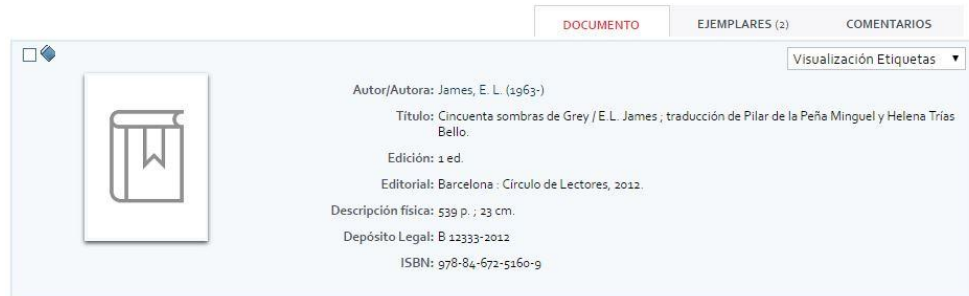 DOCUMENTO EJEMPLARES (2) COMENTARIOS
Visualización Etiquetas
Autor/Autora: James, E. L. (1963-)
Título: Cincuenta sombras de Grey / E.L. James ; traducción de Pilar de la Peña Minguel y Helena Trías
Bello.
Edición: 1 ed.
Editorial: Barcelona : Círculo de Lectores, 2012.
Descripción física: 539 p. ; 23 cm.
Depósito Legal: B 12333-2012
ISBN: 978-84-672-5160-9